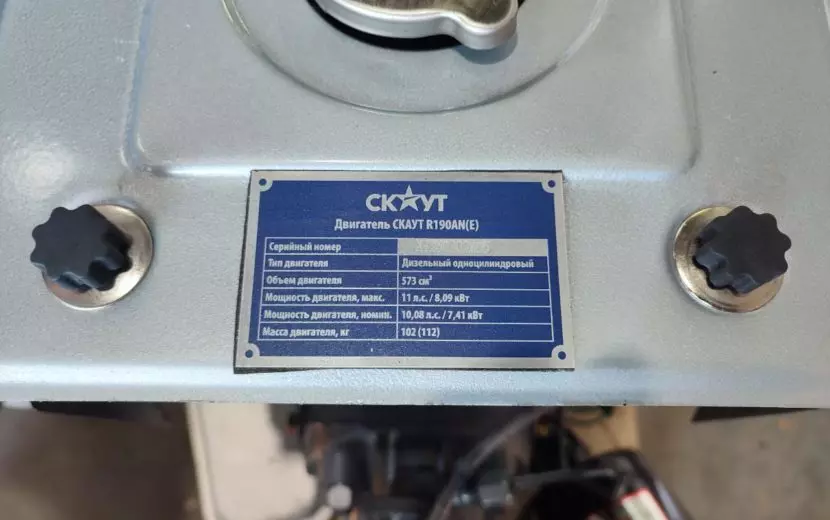 СКАУТ
Двигатель СКАУТ R190AN(E)
Серийный номер
Тип двигателя Дизельный одноцилиндровый
Объем двигателя 573 см³
Мощность двигателя, макс. 11 л.с. / 8,09 кВт
Мощность двигателя, номин. 10,08 л.с. / 7,41 кВт
Масса двигателя, кг 102 (112)